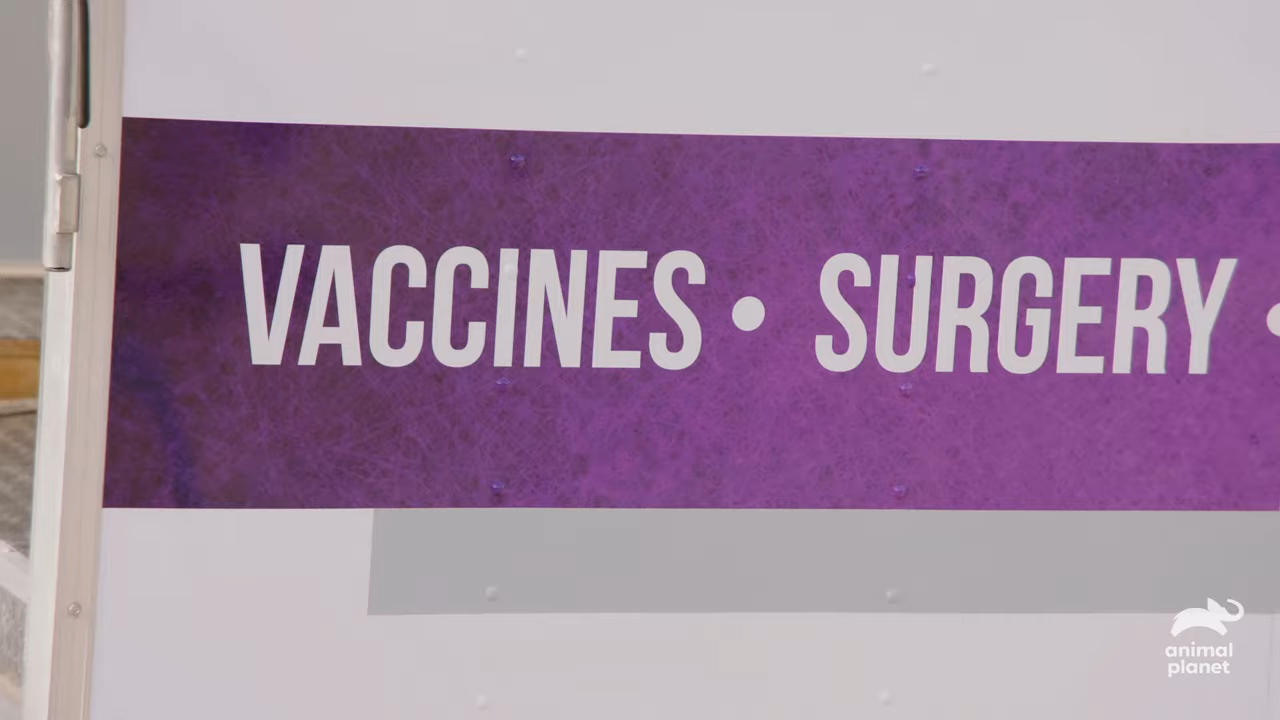 VACCINES • SURGERY •
animal
planet